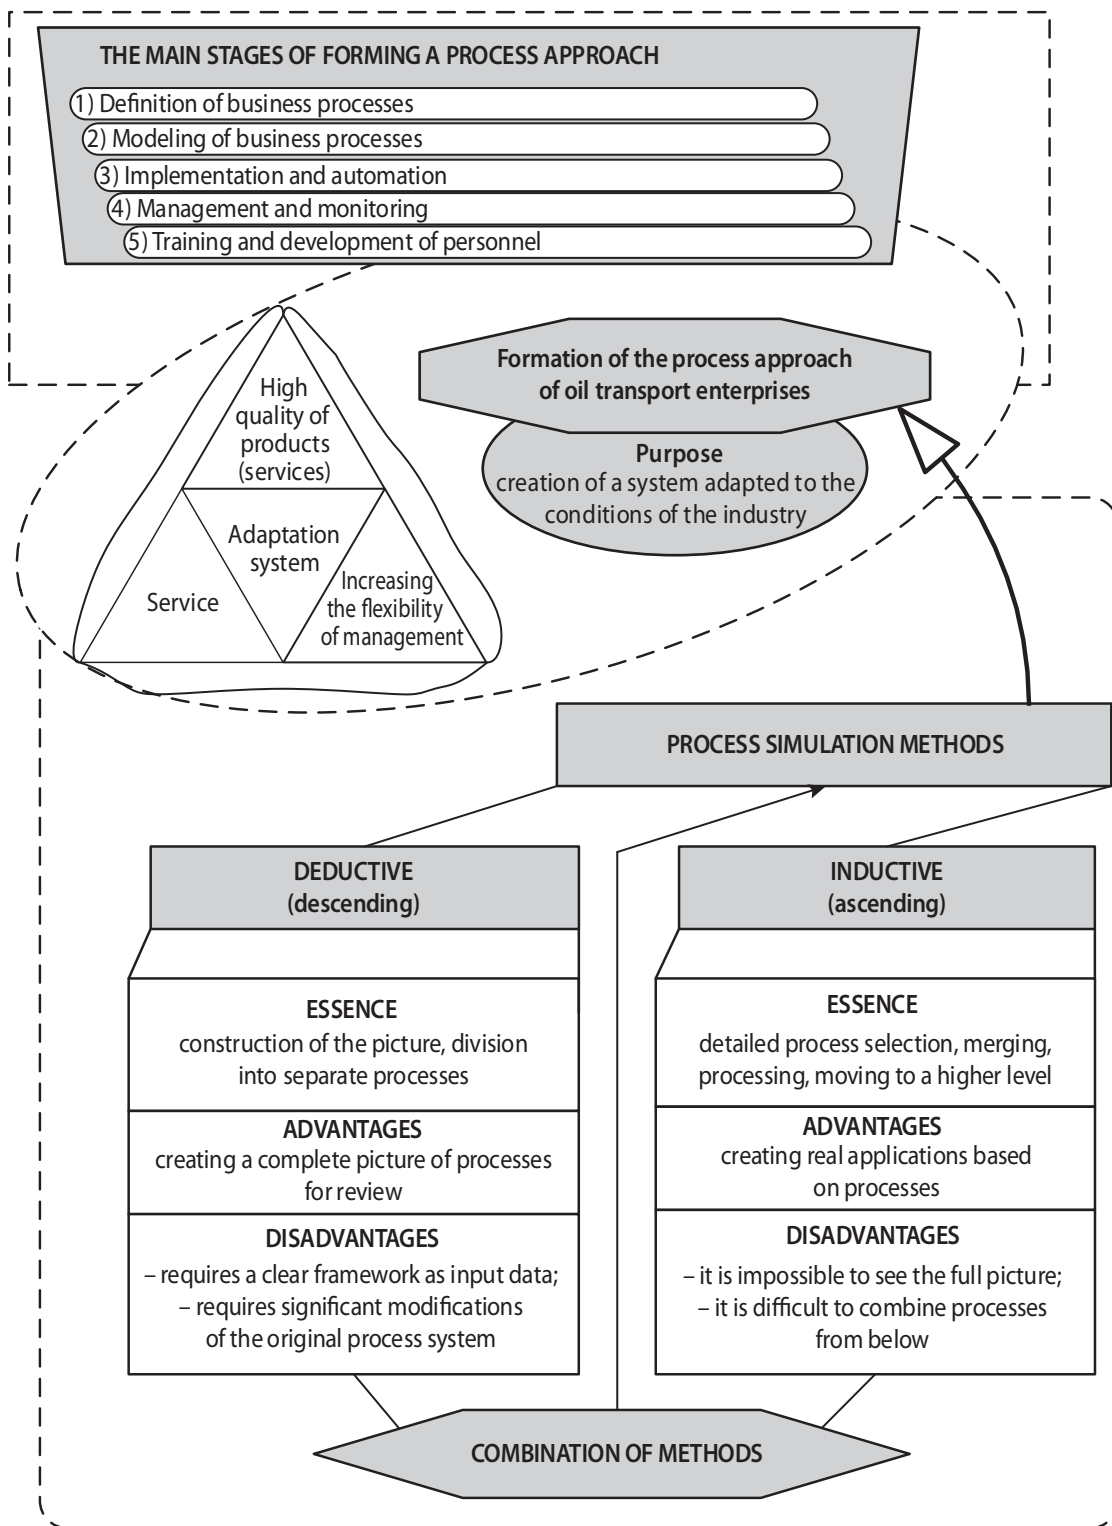 THE MAIN STAGES OF FORMING A PROCESS APPROACH
1) Definition of business processes
2) Modeling of business processes
3) Implementation and automation
4) Management and monitoring
5) Training and development of personnel
High
quality of
products
(services)
Adaptation
system
Service
Increasing
the flexibility
of management
Formation of the process approach
of oil transport enterprises
Purpose
creation of a system adapted to the
conditions of the industry
PROCESS SIMULATION METHODS
DEDUCTIVE
(descending)
ESSENCE
construction of the picture, division
into separate processes
ADVANTAGES
creating a complete picture of processes
for review
DISADVANTAGES
– requires a clear framework as input data;
– requires significant modifications
of the original process system
INDUCTIVE
(ascending)
ESSENCE
detailed process selection, merging,
processing, moving to a higher level
ADVANTAGES
creating real applications based
on processes
DISADVANTAGES
– it is impossible to see the full picture;
– it is difficult to combine processes
from below
COMBINATION OF METHODS